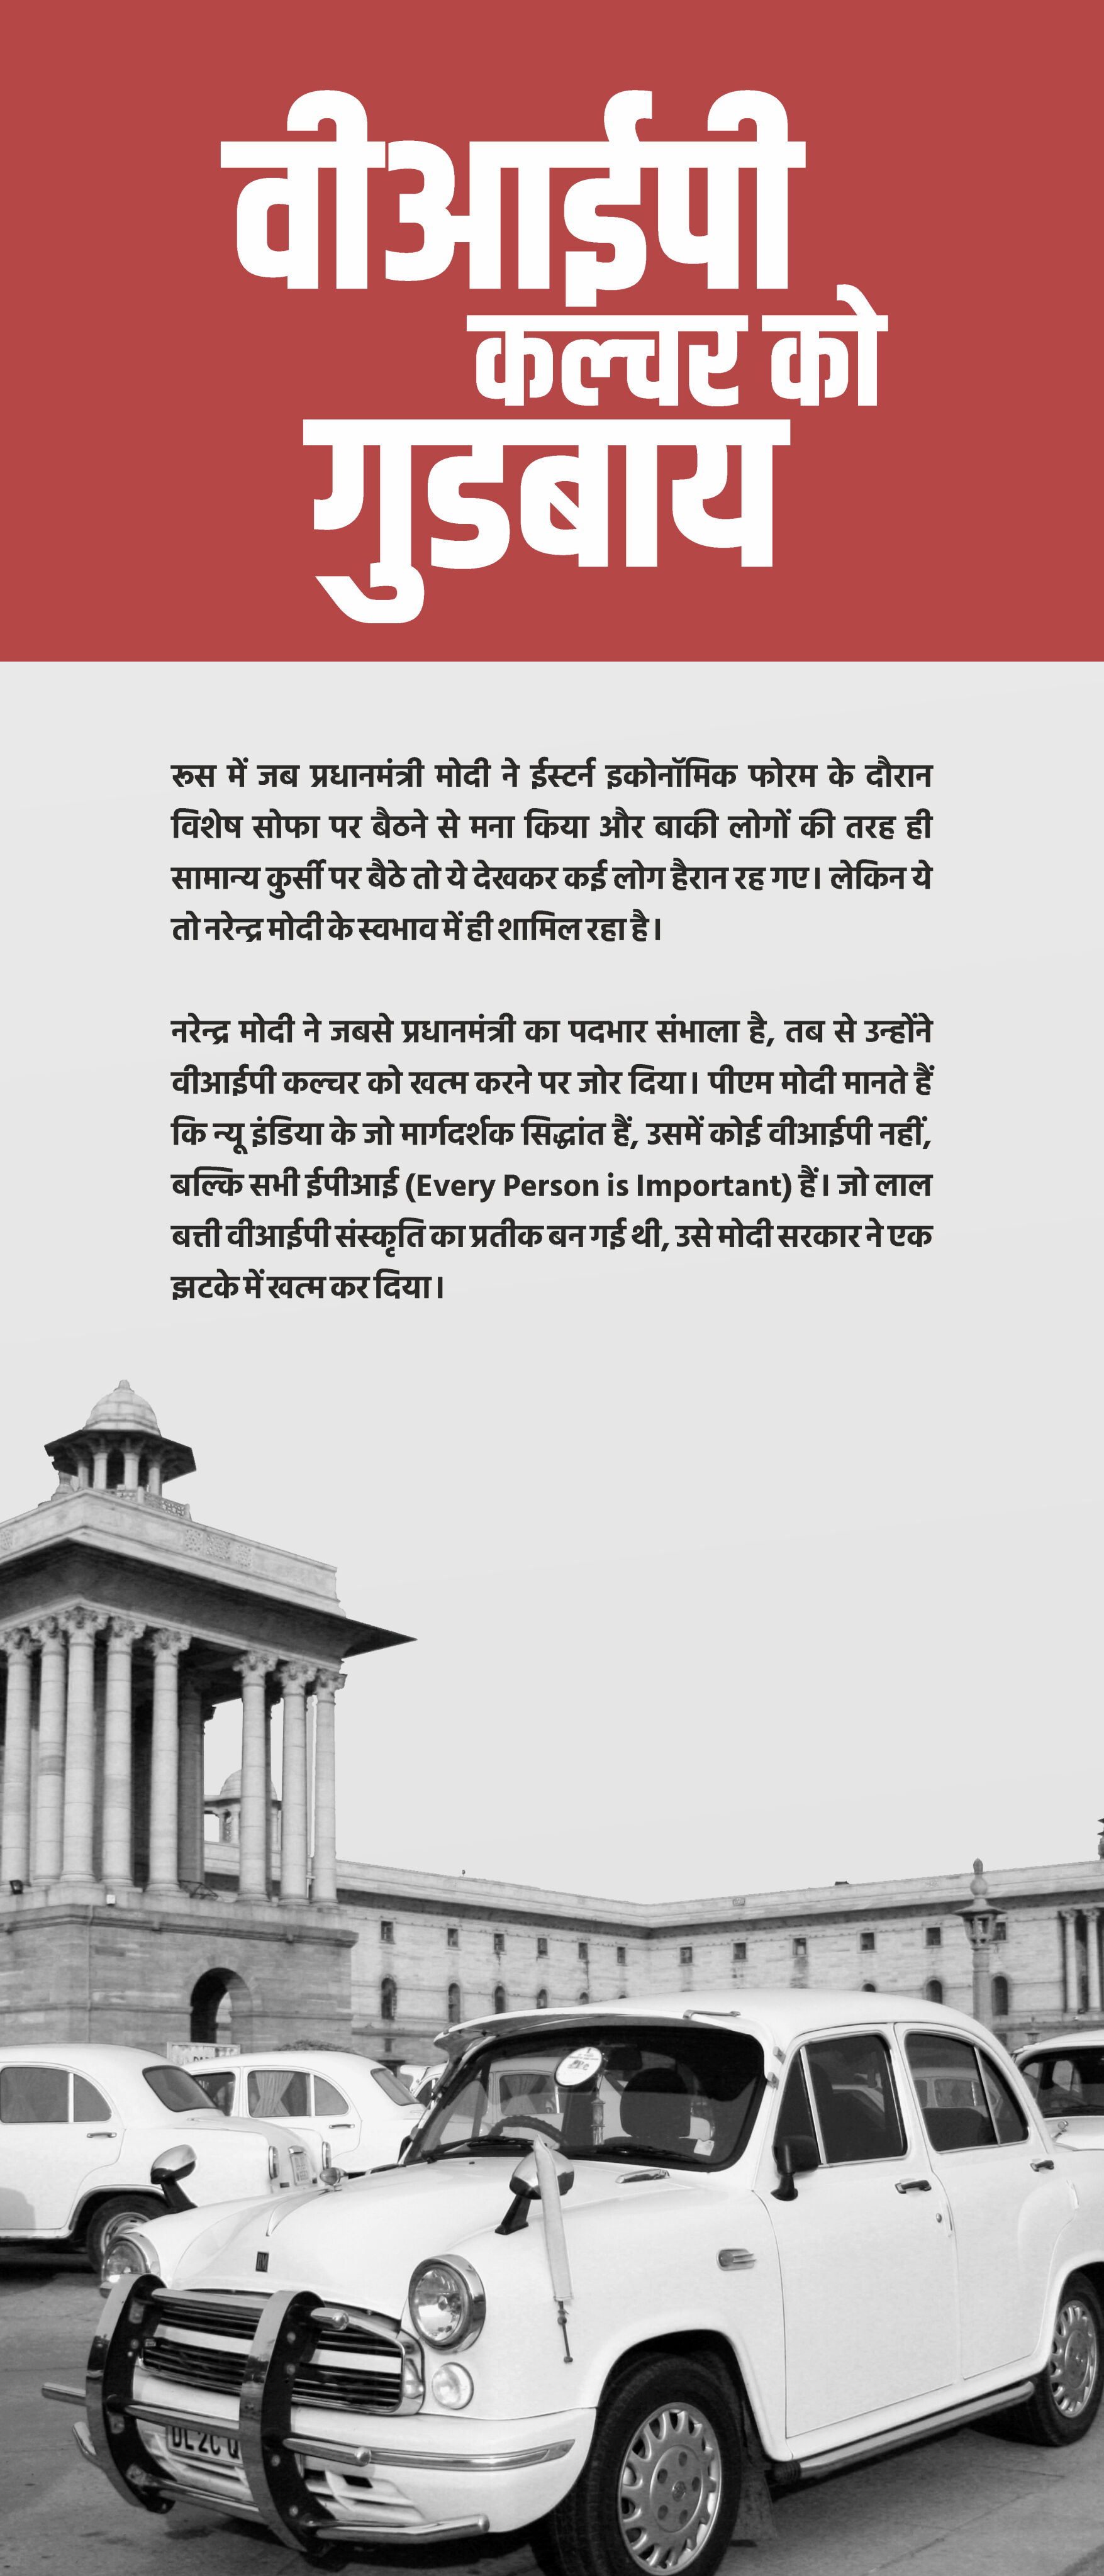 वीआईपी
कल्चर को
गुडबाय
रूस में जब प्रधानमंत्री मोदी ने ईस्टर्न इकोनॉमिक फोरम के दौरान
विशेष सोफा पर बैठने से मना किया और बाकी लोगों की तरह ही
सामान्य कुर्सी पर बैठे तो ये देखकर कई लोग हैरान रह गए। लेकिन ये
तो नरेन्द्र मोदी के स्वभाव में ही शामिल रहा है।
नरेन्द्र मोदी ने जबसे प्रधानमंत्री का पदभार संभाला है, तब से उन्होंने
वीआईपी कल्चर को खत्म करने पर जोर दिया। पीएम मोदी मानते हैं
कि न्यू इंडिया के जो मार्गदर्शक सिद्धांत हैं, उसमें कोई वीआईपी नहीं,
बल्कि सभी ईपीआई (Every Person is Important) हैं। जो लाल
बत्ती वीआईपी संस्कृति का प्रतीक बन गई थी, उसे मोदी सरकार ने एक
झटके में खत्म कर दिया।
DL 2C Q